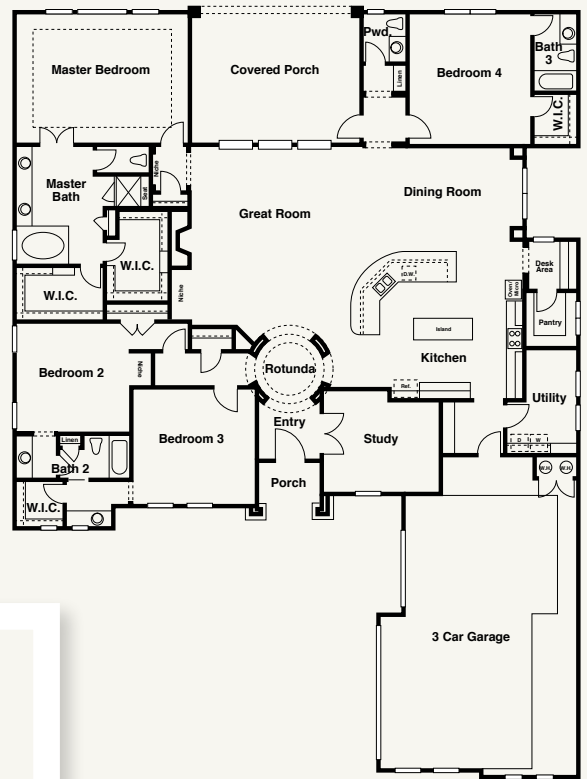 Pwd.
Bath
3
Master Bedroom
Covered Porch
Bedroom 4
Linen
W.I.C.
Niche
Master
Bath
Seat
Dining Room
Great Room
W.I.C.
Desk
Area
D.W.
W.I.C.
Niche
Oven/
Micro
Island
Pantry
Kitchen
Rotunda
Bedroom 2
Niche
Ref.
Utility
Entry
Linen
Bedroom 3
Study
D
W
Bath 2
W.H.
W.H.
Porch
W.I.C.
3 Car Garage